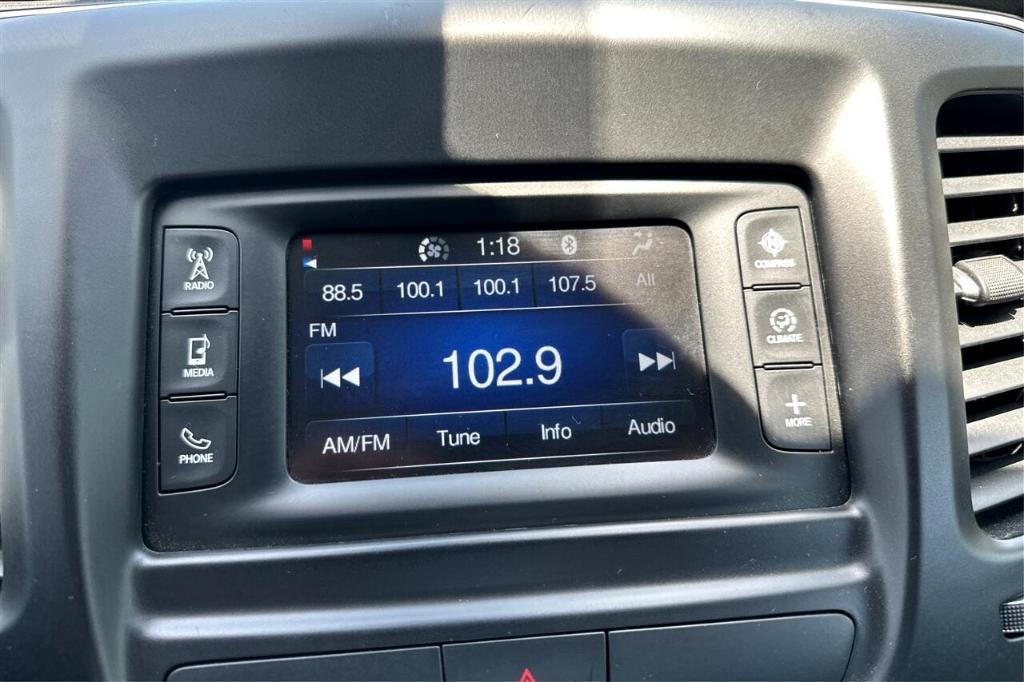 1:18
88.5 100.1 100.1 107.5 All
FM
102.9
AM/FM Tune Info Audio
RADIO
MEDIA
PHONE
N
COMPASS
CLIMATE
MORE